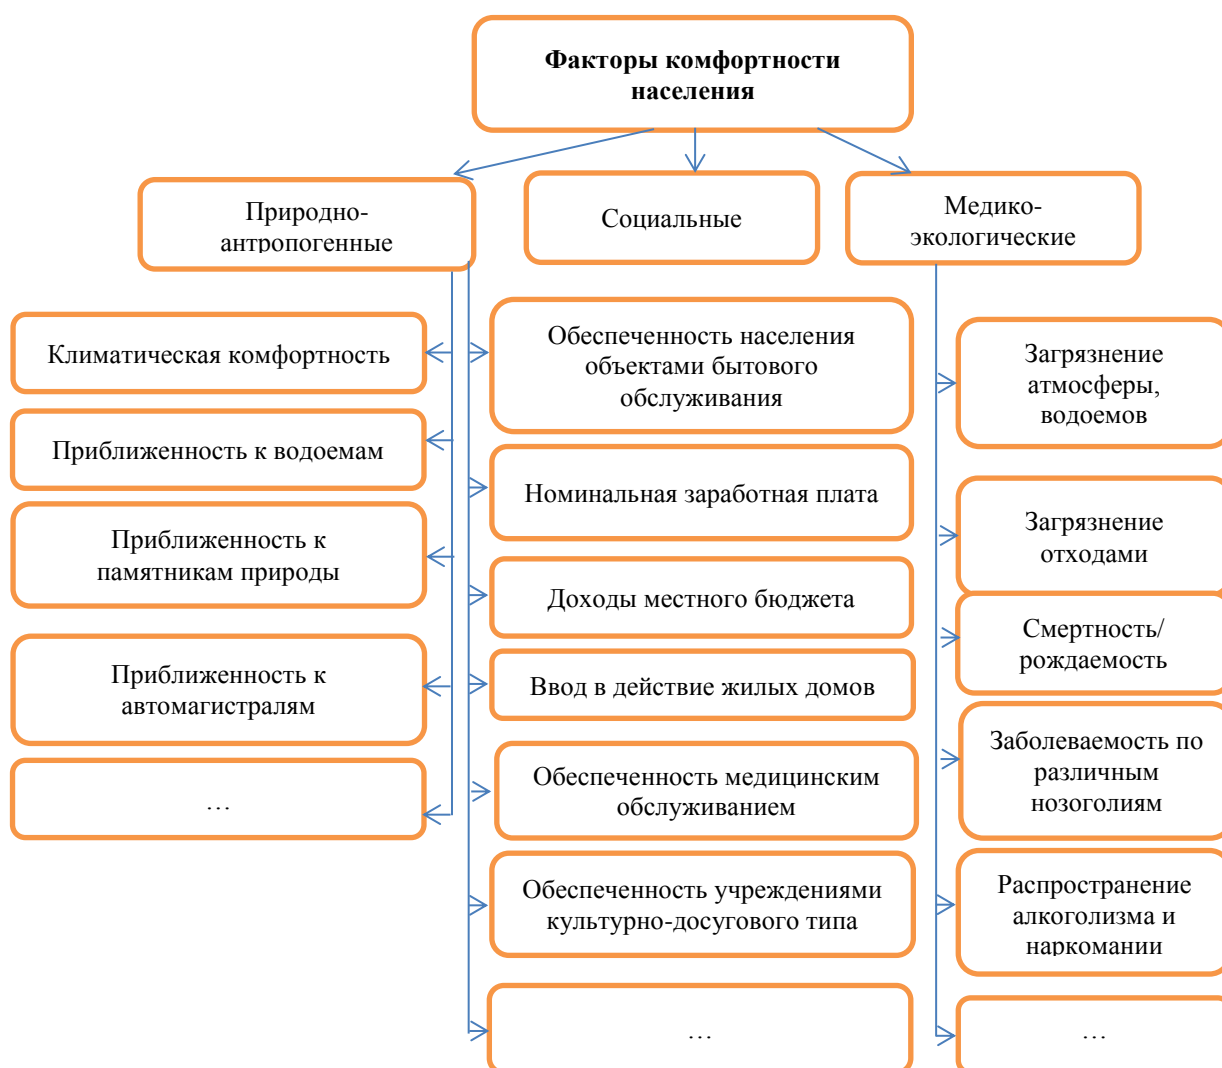 Факторы комфортности
населения
Природно-
антропогенные
Социальные
Медико-
экологические
Климатическая комфортность
Приближенность к водоемам
Приближенность к
памятникам природы
Приближенность к
автомагистралям
…
Обеспеченность населения
объектами бытового
обслуживания
Номинальная заработная плата
Доходы местного бюджета
Ввод в действие жилых домов
Обеспеченность медицинским
обслуживанием
Обеспеченность учреждениями
культурно-досугового типа
…
Загрязнение
атмосферы,
водоемов
Загрязнение
отходами
Смертность/
рождаемость
Заболеваемость по
различным
нозоголиям
Распространение
алкоголизма и
наркомании
…